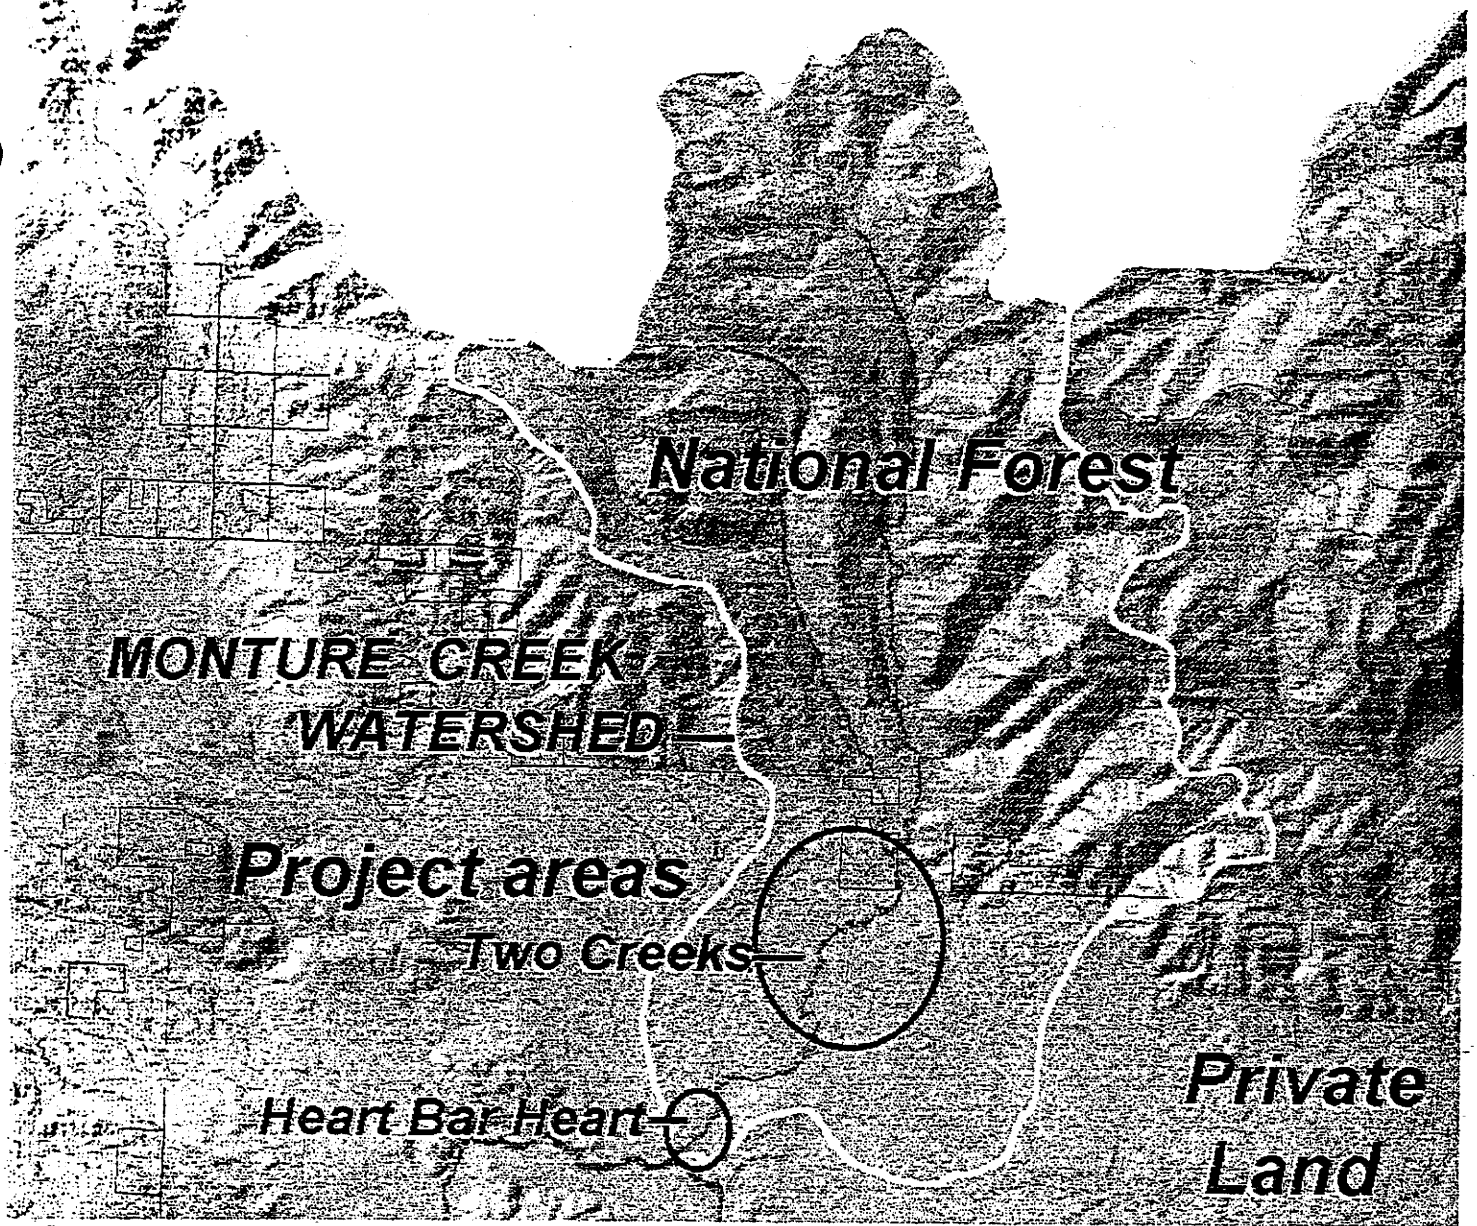 National Forest
MONTURE CREEK
WATERSHED
Project areas
Two Creeks
Heart Bar Heart
Private
Land